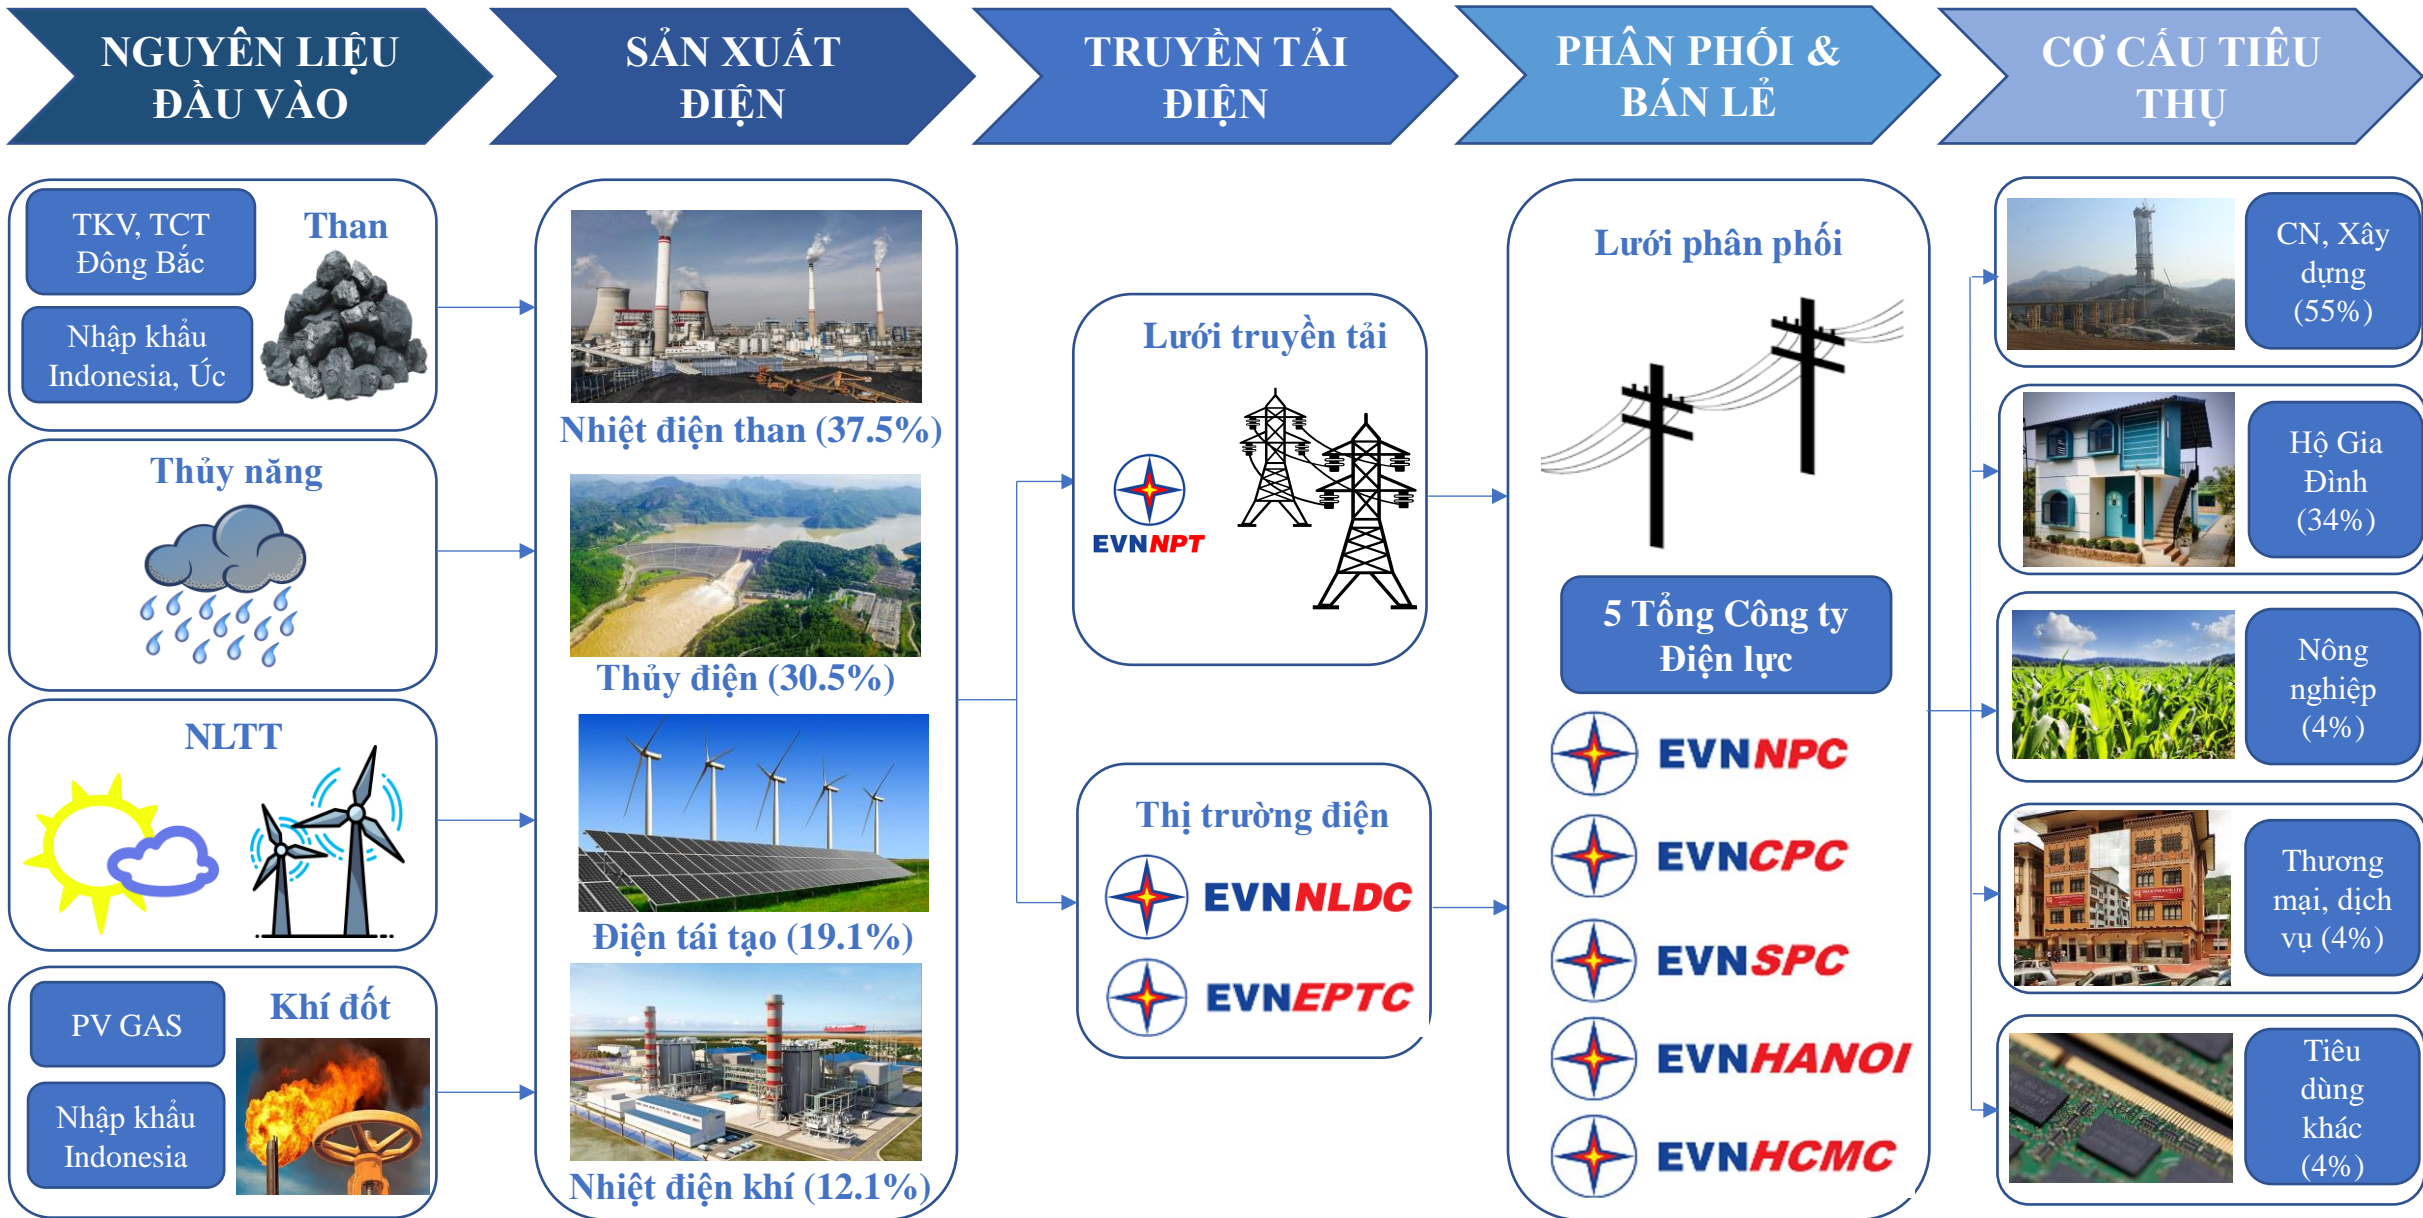 NGUYÊN LIỆU
ĐẦU VÀO
SẢN XUẤT
ĐIỆN
TRUYỀN TẢI
ĐIỆN
PHÂN PHỐI &
BÁN LẺ
CƠ CẤU TIÊU
THỤ
TKV, TCT
Đông Bắc
Than
Nhập khẩu
Indonesia, Úc
Thủy năng
NLTT
PV GAS
Khí đốt
Nhập khẩu
Indonesia
Nhiệt điện than (37.5%)
Thủy điện (30.5%)
Điện tái tạo (19.1%)
Nhiệt điện khí (12.1%)
Lưới truyền tải
EVNNPT
Thị trường điện
EVNNLDC
EVNEPTC
Lưới phân phối
5 Tổng Công ty
Điện lực
EVNNPC
EVNCPC
EVNSPC
EVNHANOI
EVNHCMC
CN, Xây
dựng
(55%)
Hộ Gia
Đình
(34%)
Nông
nghiệp
(4%)
Thương
mại, dịch
vụ (4%)
Tiêu
dùng
khác
(4%)